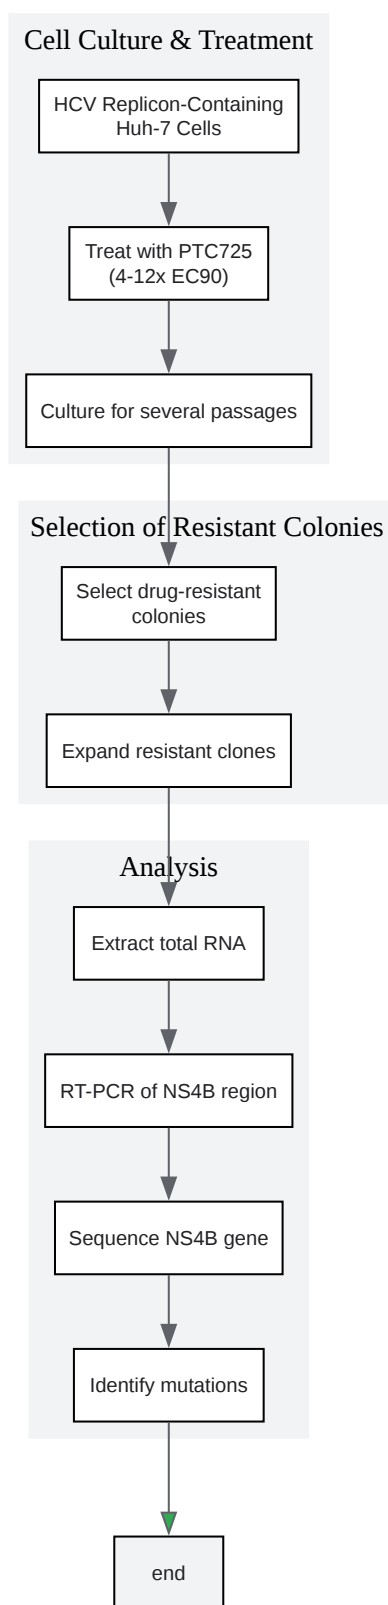 Cell Culture & Treatment
HCV Replicon-Containing
Huh-7 Cells
Treat with PTC725
(4-12x EC90)
Culture for several passages
Selection of Resistant Colonies
Select drug-resistant
colonies
Expand resistant clones
Analysis
Extract total RNA
RT-PCR of NS4B region
Sequence NS4B gene
Identify mutations
end